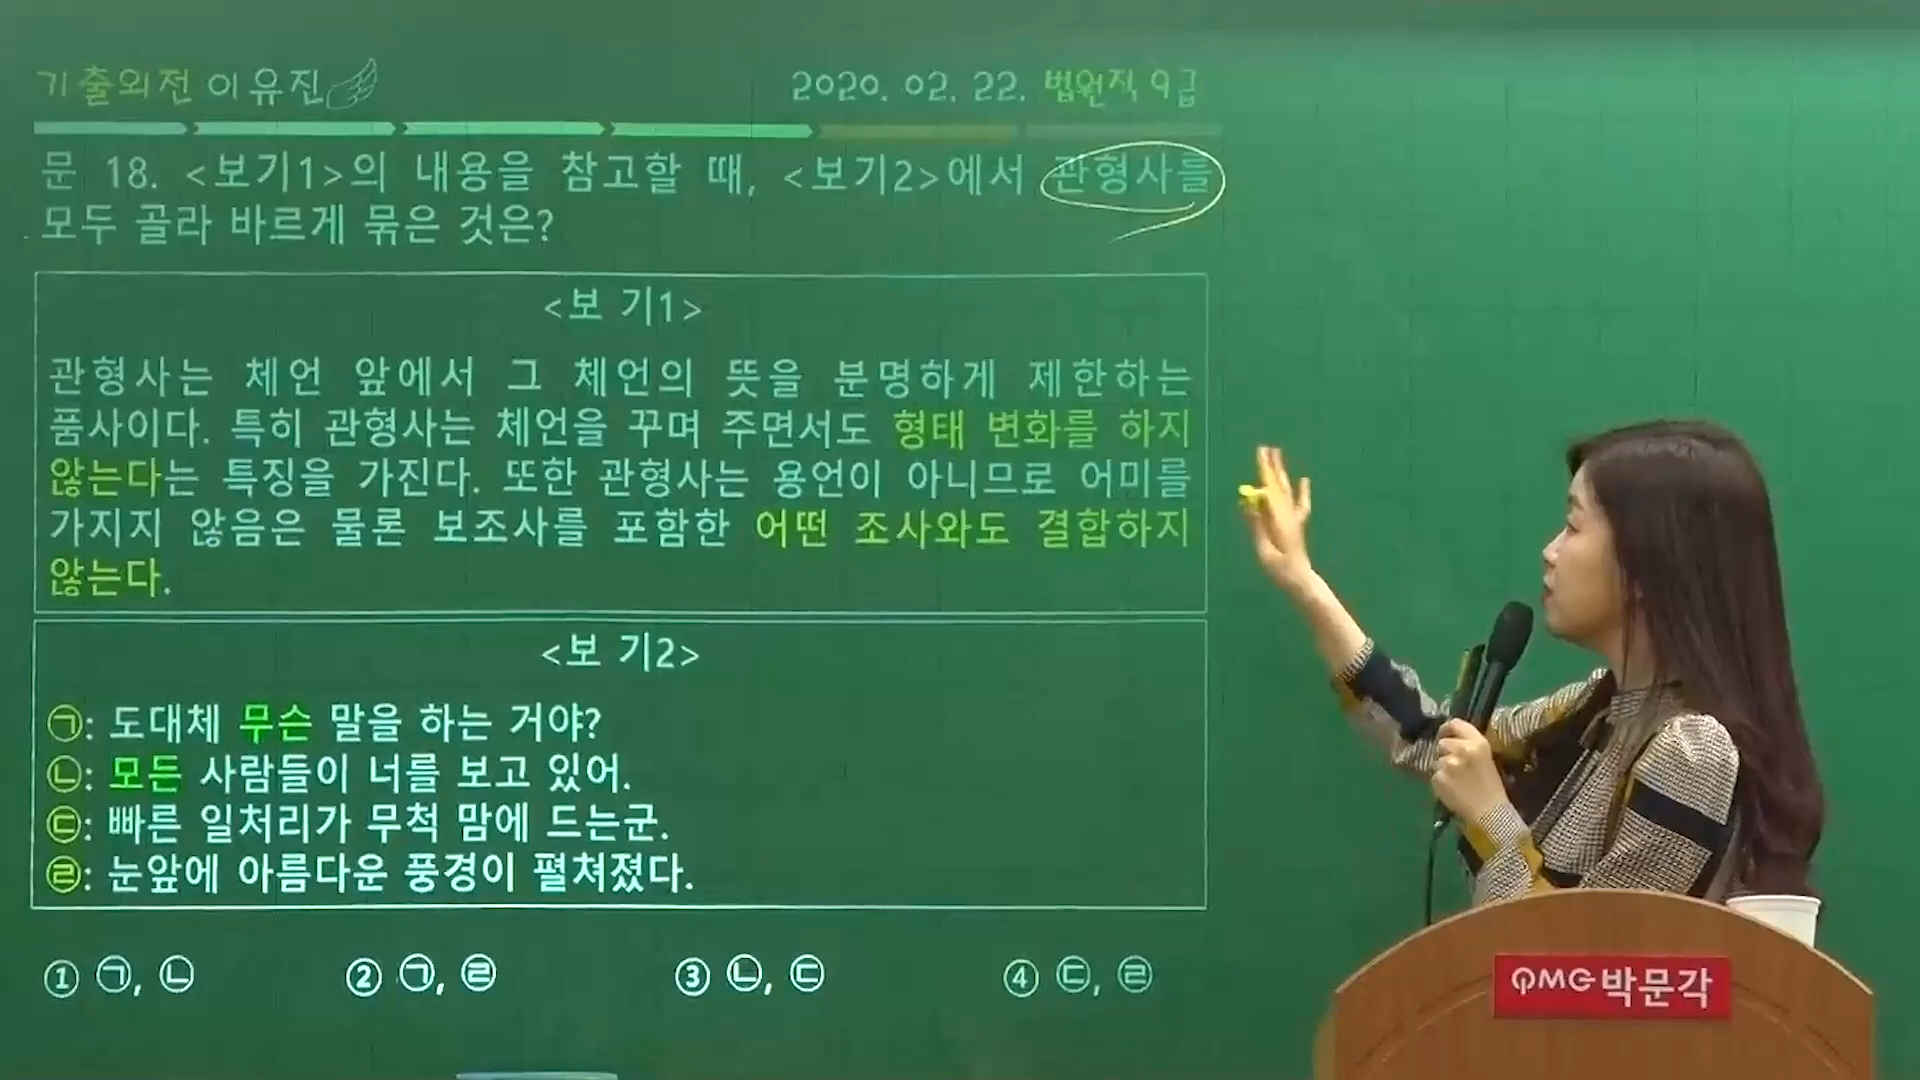 기출외전 이유진
2020. 02. 22. 법원직 9급
문 18. <보기1>의 내용을 참고할 때, <보기2>에서 관형사를
모두 골라 바르게 묶은 것은?
<보 기1>
관형사는 체언 앞에서 그 체언의 뜻을 분명하게 제한하는
품사이다. 특히 관형사는 체언을 꾸며 주면서도 형태 변화를 하지
않는다는 특징을 가진다. 또한 관형사는 용언이 아니므로 어미를
가지지 않음은 물론 보조사를 포함한 어떤 조사와도 결합하지
않는다.
<보 기2>
㉠: 도대체 무슨 말을 하는 거야?
㉡: 모든 사람들이 너를 보고 있어.
㉢: 빠른 일처리가 무척 맘에 드는군.
㉣: 눈앞에 아름다운 풍경이 펼쳐졌다.
① ㉠, ㉡ ② ㉠, ㉣ ③ ㉡, ㉢ ④ ㉢, ㉣
PMG 박문각